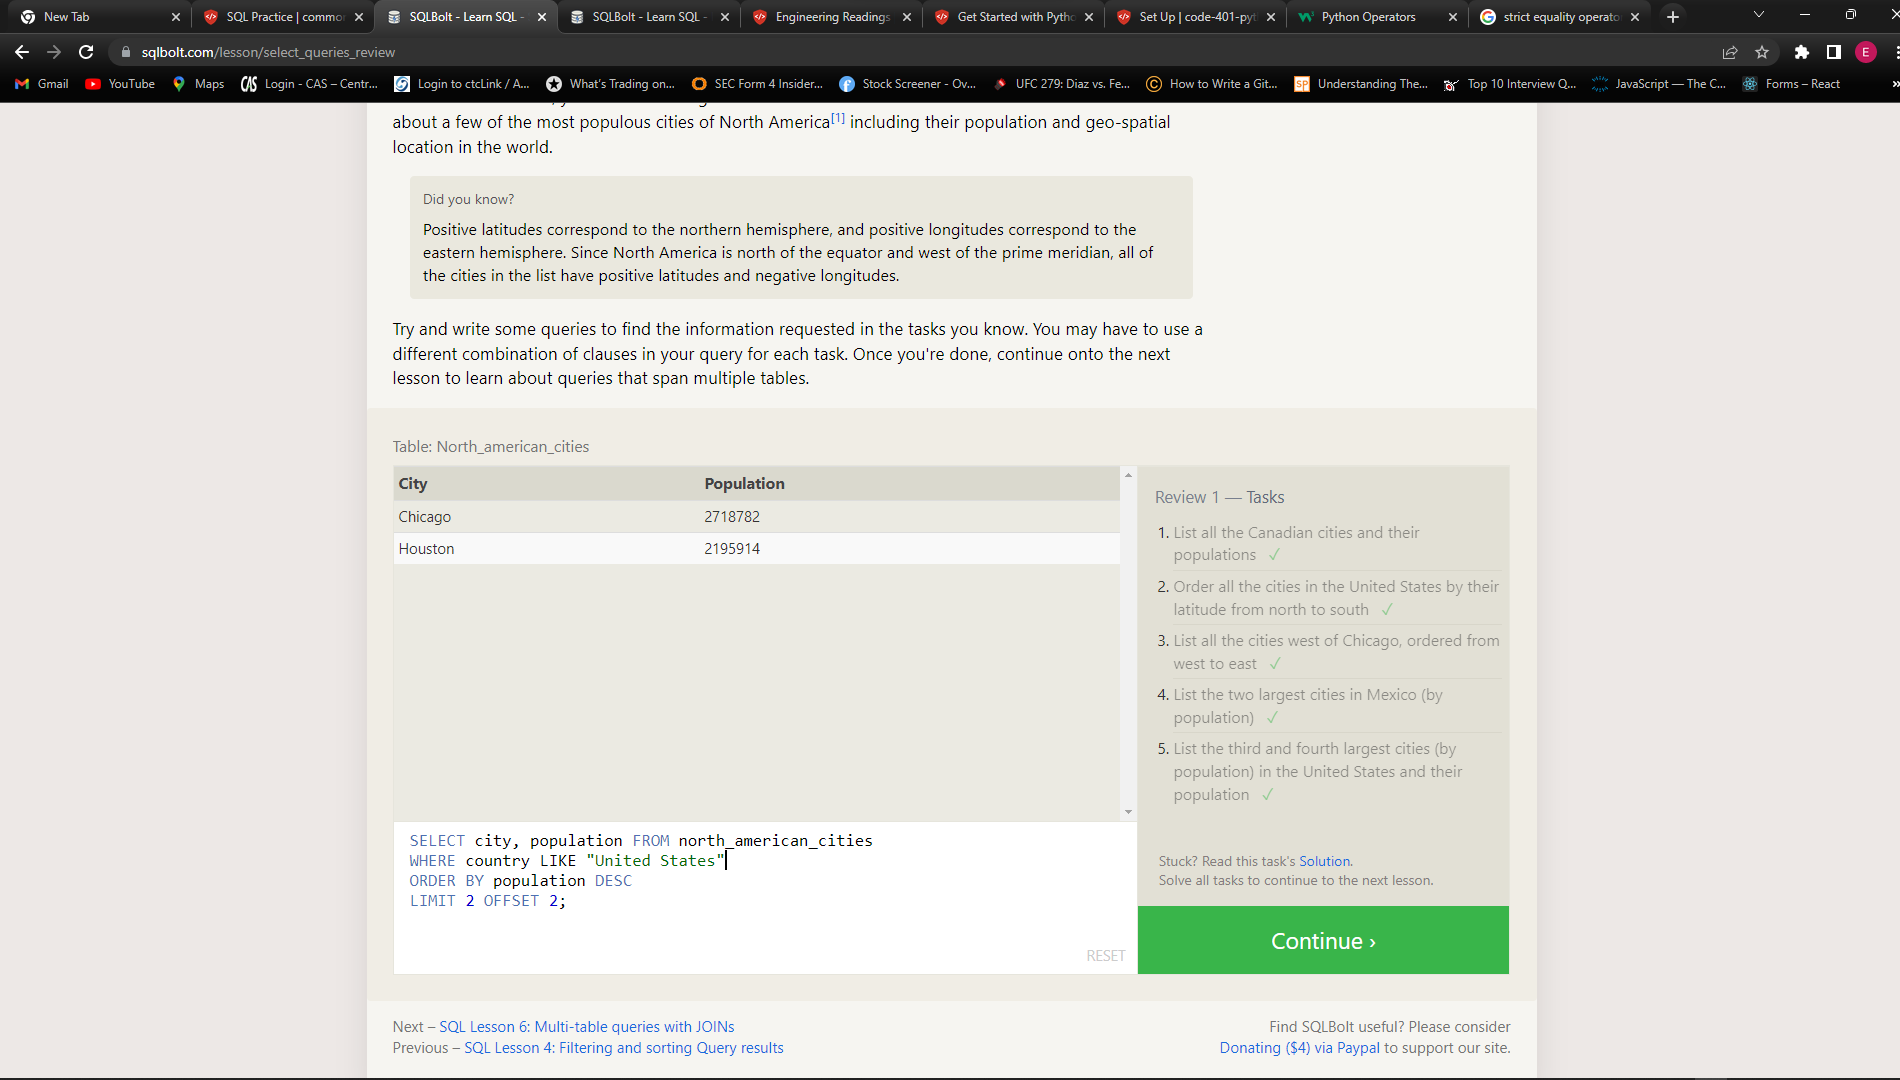 New Tab
SQL Practice | common
SQLBolt - Learn SQL -
SQLBolt - Learn SQL -
Engineering Readings
Get Started with Pytho
Set Up | code-401-pyt
Python Operators
strict equality operato
sqlbolt.com/lesson/select_queries_review
E
Gmail
YouTube
Maps
Login - CAS – Centr...
Login to ctcLink / A...
What's Trading on...
SEC Form 4 Insider...
Stock Screener - Ov...
UFC 279: Diaz vs. Fe...
How to Write a Git...
Understanding The...
Top 10 Interview Q...
JavaScript — The C...
Forms – React
about a few of the most populous cities of North America[1] including their population and geo-spatial
location in the world.
Did you know?
Positive latitudes correspond to the northern hemisphere, and positive longitudes correspond to the
eastern hemisphere. Since North America is north of the equator and west of the prime meridian, all of
the cities in the list have positive latitudes and negative longitudes.
Try and write some queries to find the information requested in the tasks you know. You may have to use a
different combination of clauses in your query for each task. Once you're done, continue onto the next
lesson to learn about queries that span multiple tables.
Table: North_american_cities
City Population
Chicago 2718782
Houston 2195914
SELECT city, population FROM north_american_cities
WHERE country LIKE "United States"
ORDER BY population DESC
LIMIT 2 OFFSET 2;
RESET
Review 1 — Tasks
1. List all the Canadian cities and their
populations ✓
2. Order all the cities in the United States by their
latitude from north to south ✓
3. List all the cities west of Chicago, ordered from
west to east ✓
4. List the two largest cities in Mexico (by
population) ✓
5. List the third and fourth largest cities (by
population) in the United States and their
population ✓
Stuck? Read this task's Solution.
Solve all tasks to continue to the next lesson.
Continue ›
Next – SQL Lesson 6: Multi-table queries with JOINs
Previous – SQL Lesson 4: Filtering and sorting Query results
Find SQLBolt useful? Please consider
Donating ($4) via Paypal to support our site.